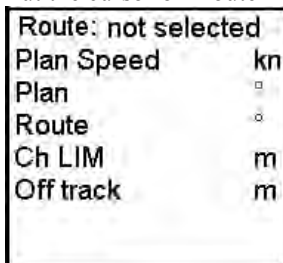 Route: not selected
Plan Speed kn
Plan °
Route °
Ch LIM m
Off track m